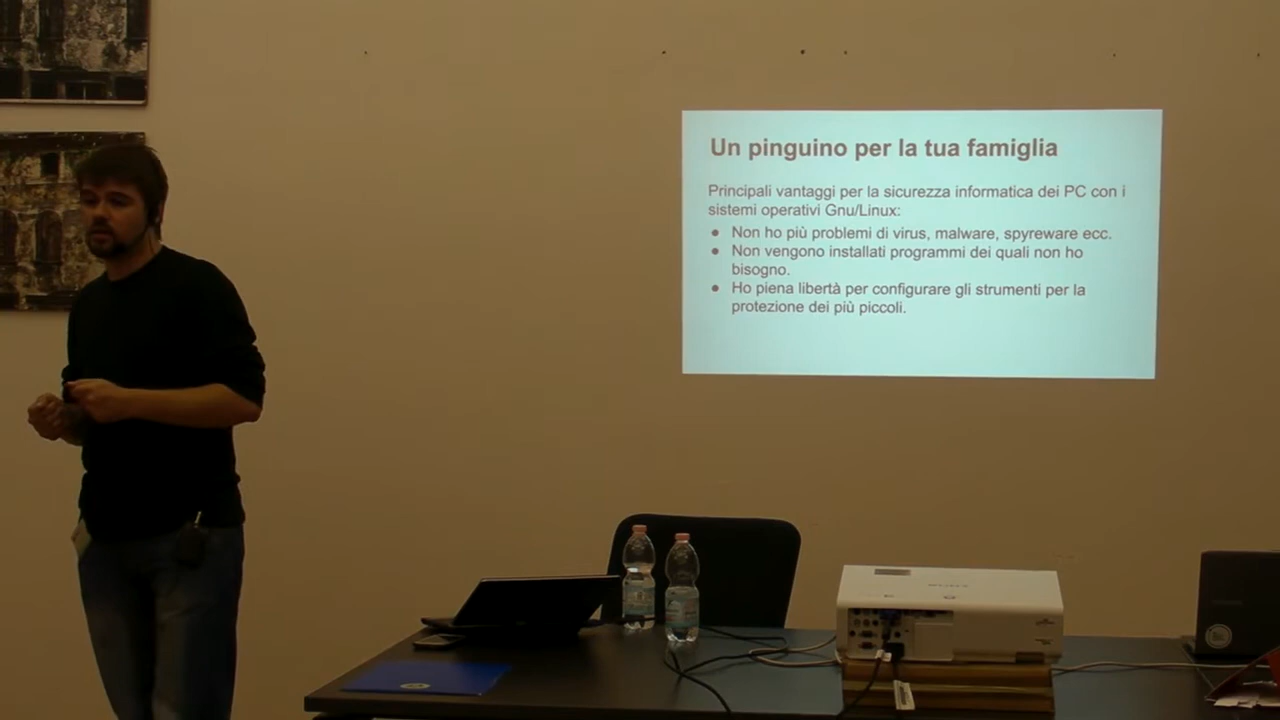 Un pinguino per la tua famiglia
Principali vantaggi per la sicurezza informatica dei PC con i
sistemi operativi Gnu/Linux:
● Non ho più problemi di virus, malware, spyreware ecc.
● Non vengono installati programmi dei quali non ho
bisogno.
● Ho piena libertà per configurare gli strumenti per la
protezione dei più piccoli.